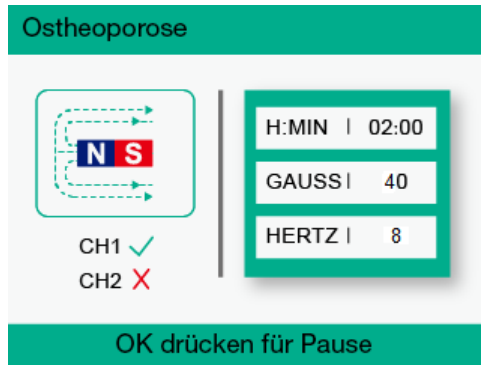 Ostheoporose
N S
CH1 ✓
CH2 X
H:MIN | 02:00
GAUSS | 40
HERTZ | 8
OK drücken für Pause